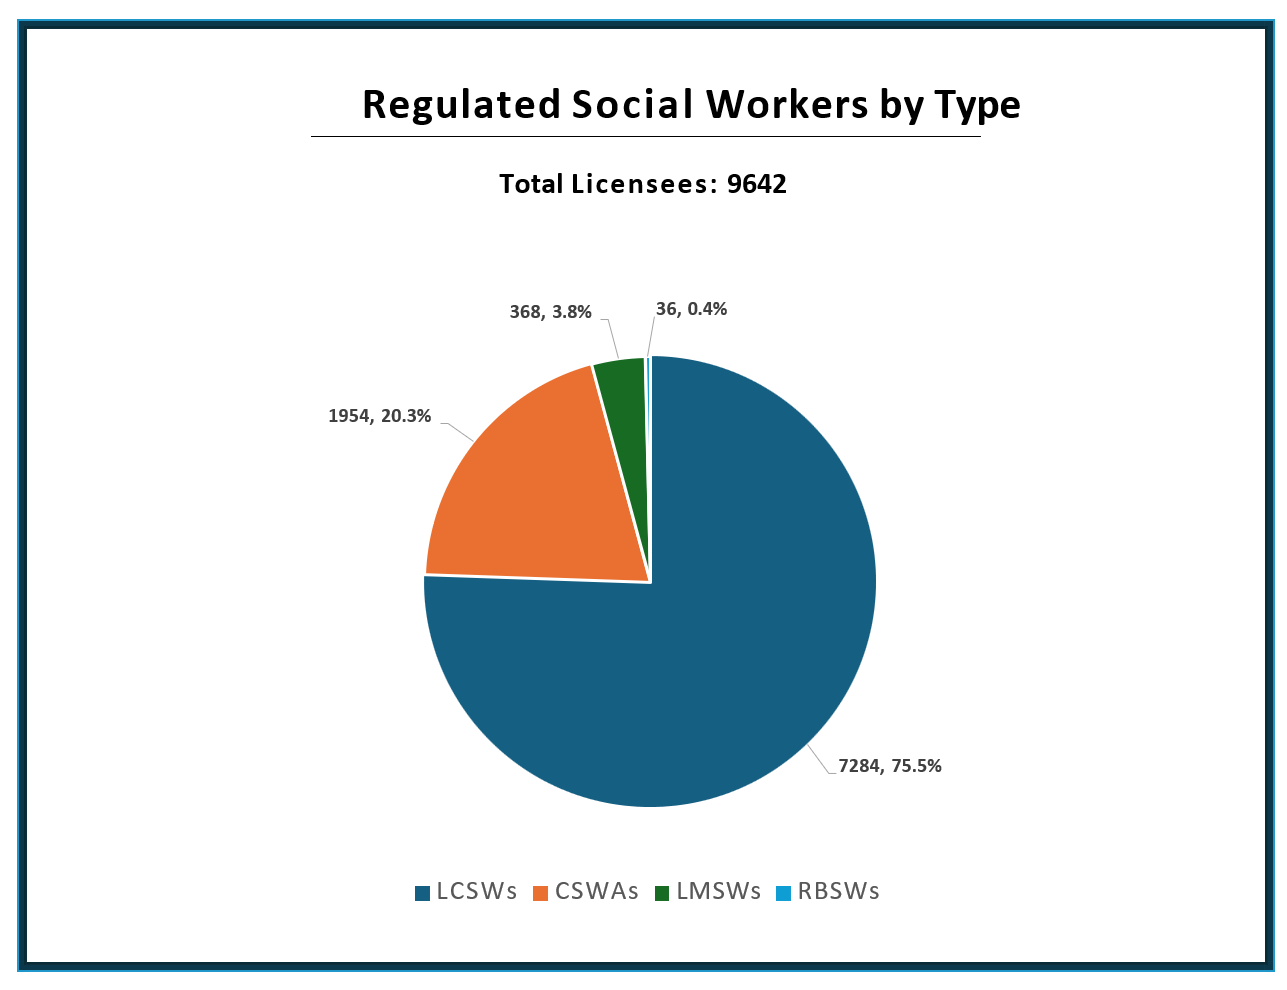 Regulated Social Workers by Type
Total Licensees: 9642
368, 3.8%
36, 0.4%
1954, 20.3%
7284, 75.5%
LCSWs CSWAs LMSWs RBSWs